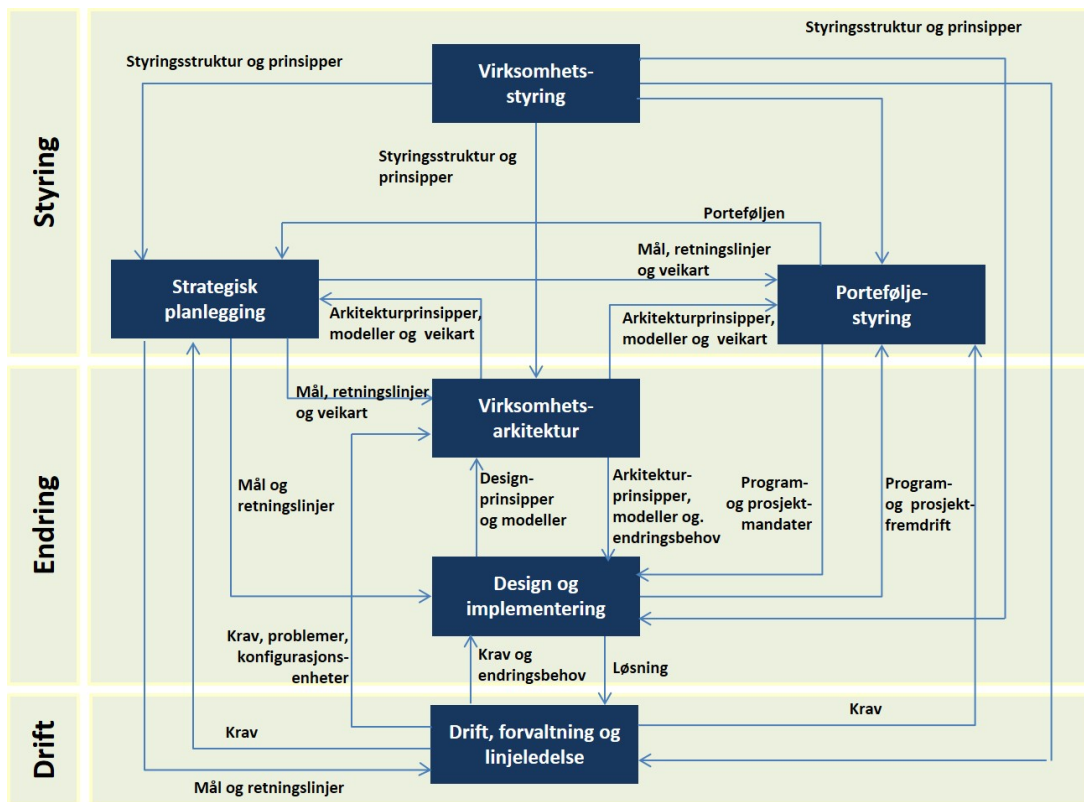 Styringsstruktur og prinsipper
Virksomhets-
styring
Styringsstruktur og prinsipper
Styringsstruktur og
prinsipper
Styring
Porteføljen
Mål, retningslinjer
og veikart
Strategisk
planlegging
Portefølje-
styring
Arkitekturprinsipper,
modeller og veikart
Arkitekturprinsipper,
modeller og veikart
Mål, retningslinjer
og veikart
Virksomhets-
arkitektur
Endring
Mål og
retningslinjer
Design-
prinsipper
og modeller
Arkitektur-
prinsipper,
modeller og.
endringsbehov
Program-
og prosjekt-
mandater
Program-
og prosjekt-
fremdrift
Design og
implementering
Krav, problemer,
konfigurasjons-
enheter
Krav og
endringsbehov
Løsning
Drift
Krav
Drift, forvaltning og
linjeledelse
Krav
Mål og retningslinjer